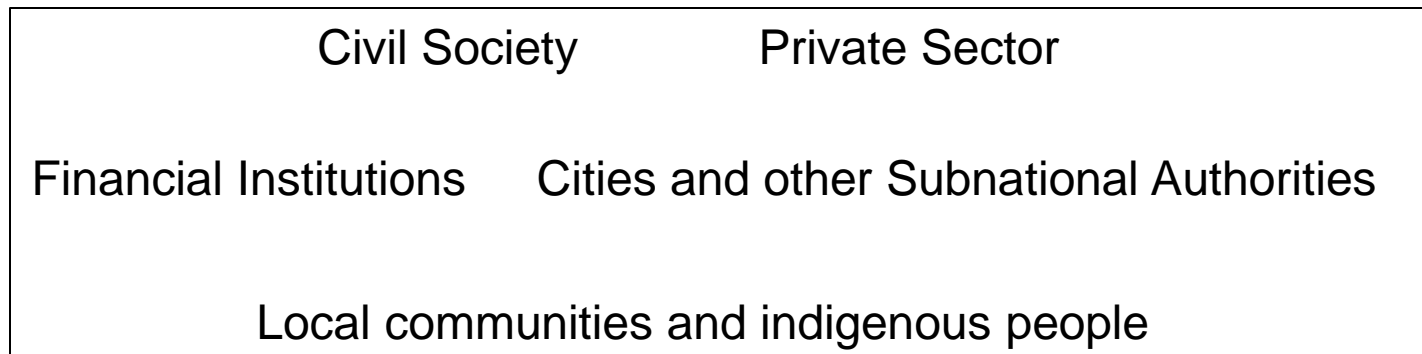 Civil Society Private Sector
Financial Institutions Cities and other Subnational Authorities
Local communities and indigenous people